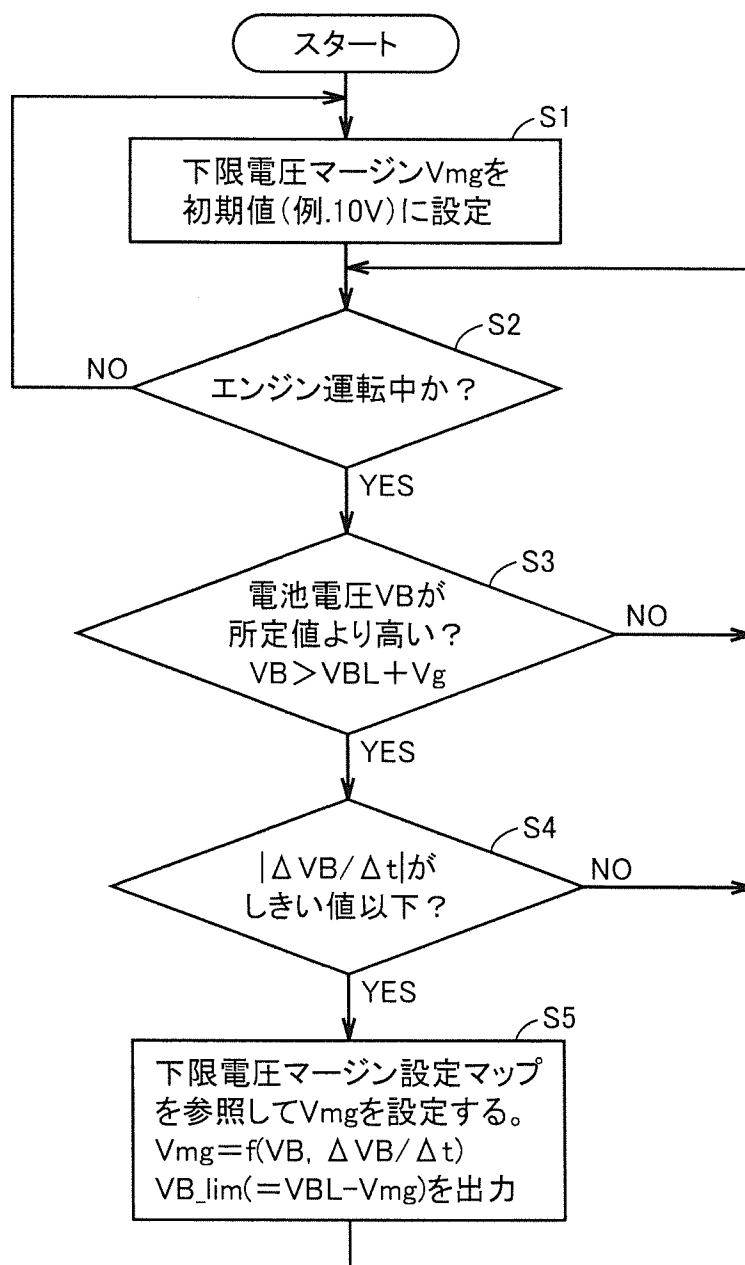 スタート
S1
下限電圧マージンVmgを
初期値(例.10V)に設定
S2
エンジン運転中か？
NO
YES
S3
電池電圧VBが
所定値より高い？
VB＞VBL＋Vg
NO
YES
S4
|ΔVB/Δt|が
しきい値以下？
NO
YES
S5
下限電圧マージン設定マップ
を参照してVmgを設定する。
Vmg＝f(VB, ΔVB/Δt)
VB_lim(＝VBL-Vmg)を出力